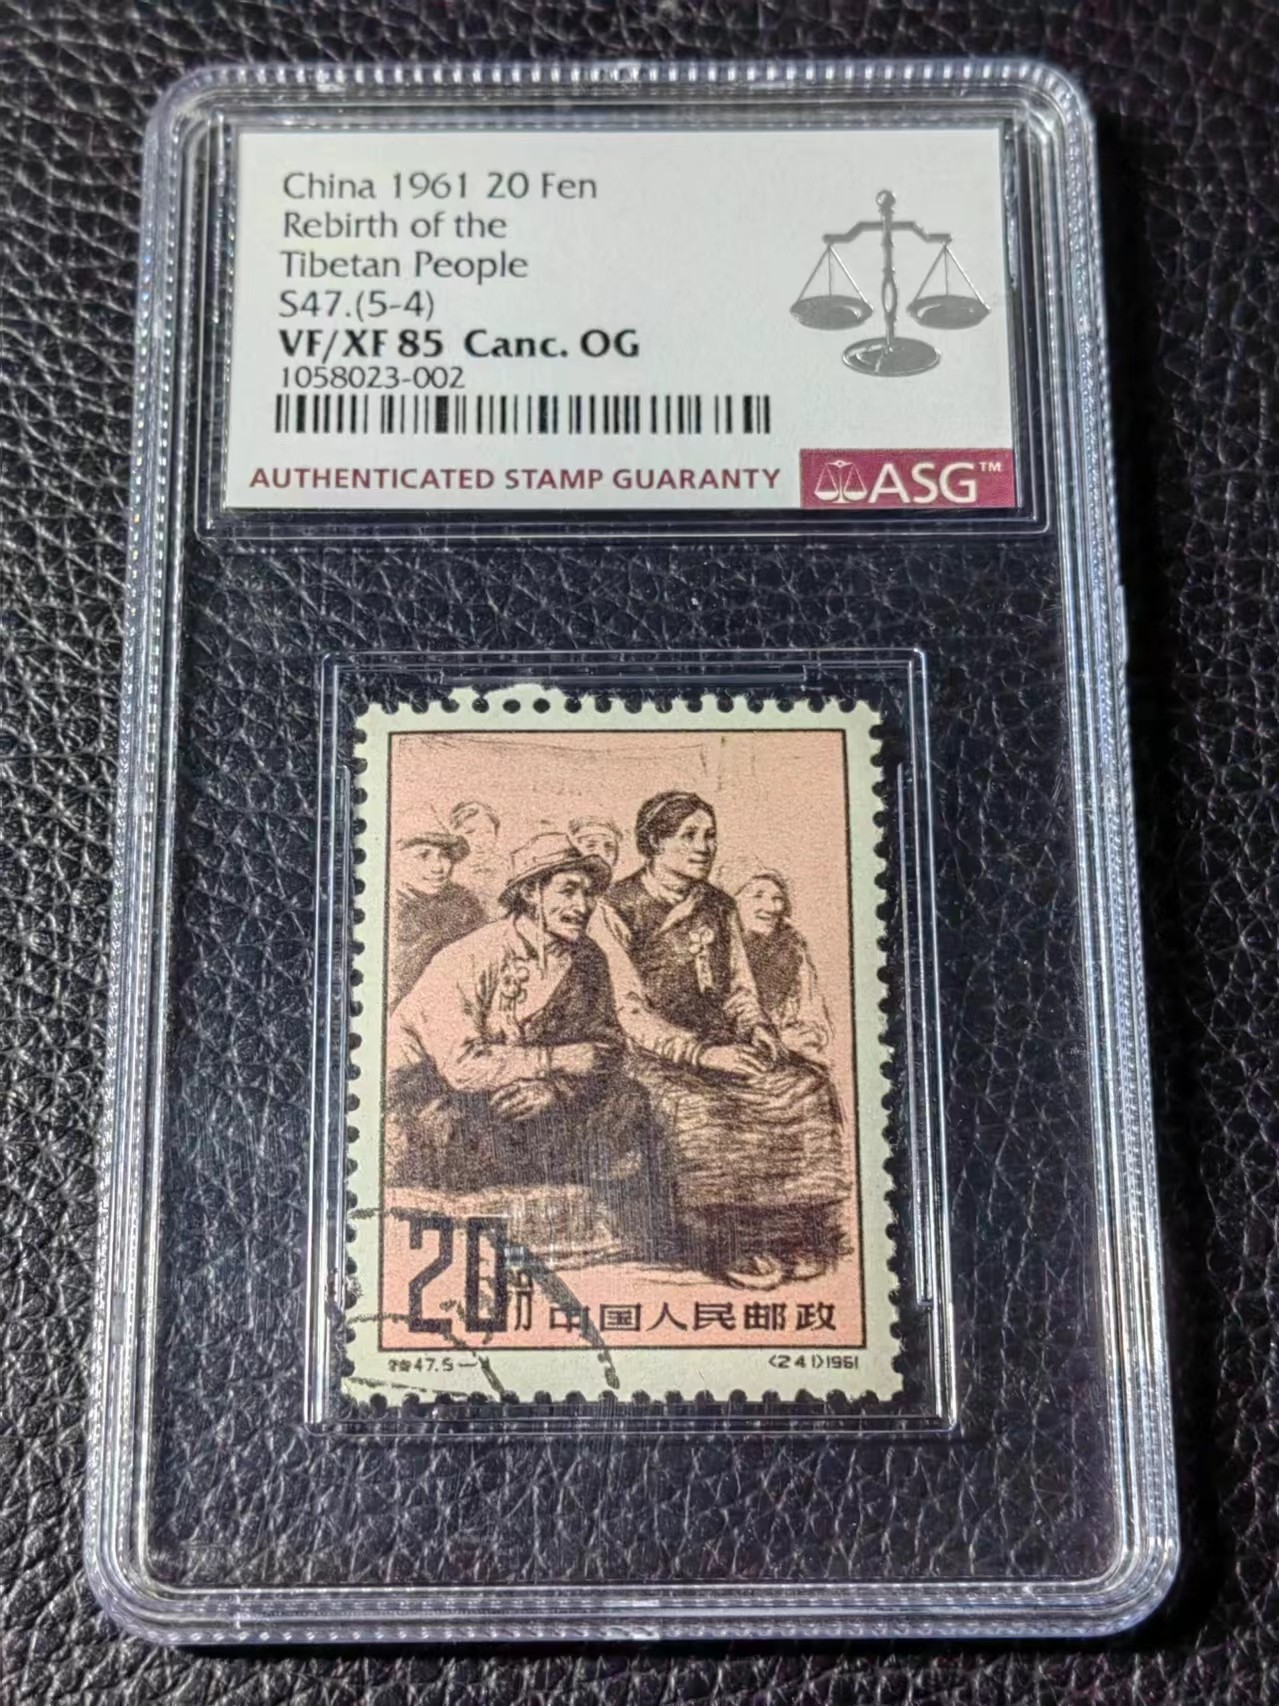 China 1961 20 Fen
Rebirth of the
Tibetan People
S47.(5-4)
VF/XF 85 Canc. OG
1058023-002
AUTHENTICATED STAMP GUARANTY
ASG™
20分 中国人民邮政
特47.5-4 (241)1961